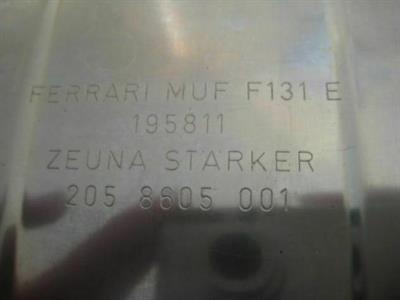 FERRARI MUF F131 E
195811
ZEUNA STARKER
205 8605 001